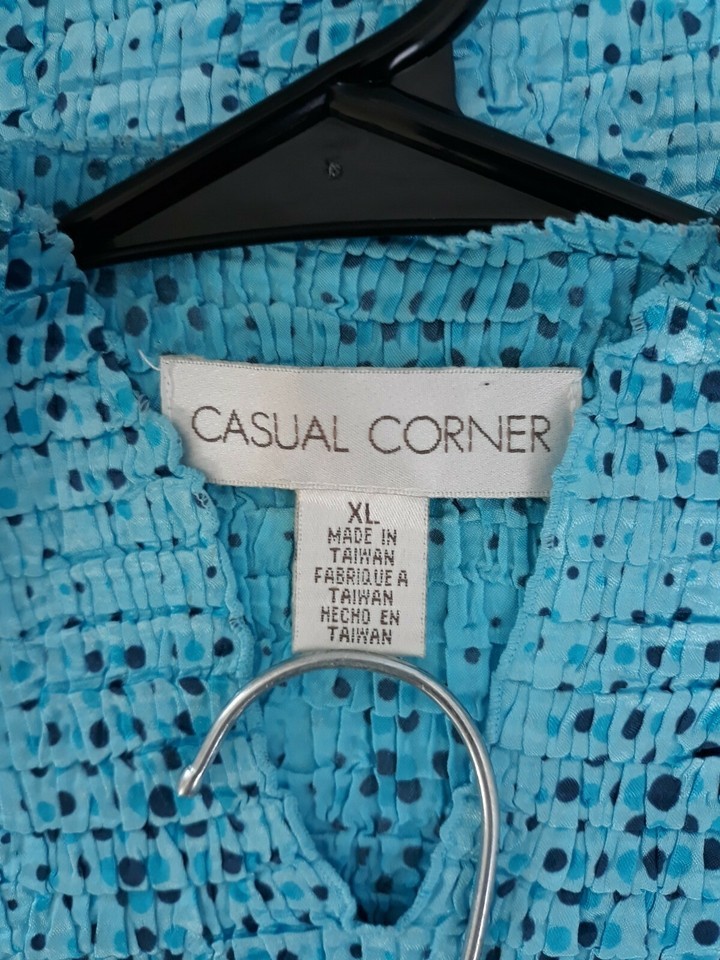 CASUAL CORNER
XL
MADE IN
TAIWAN
FABRIQUE A
TAIWAN
HECHO EN
TAIWAN